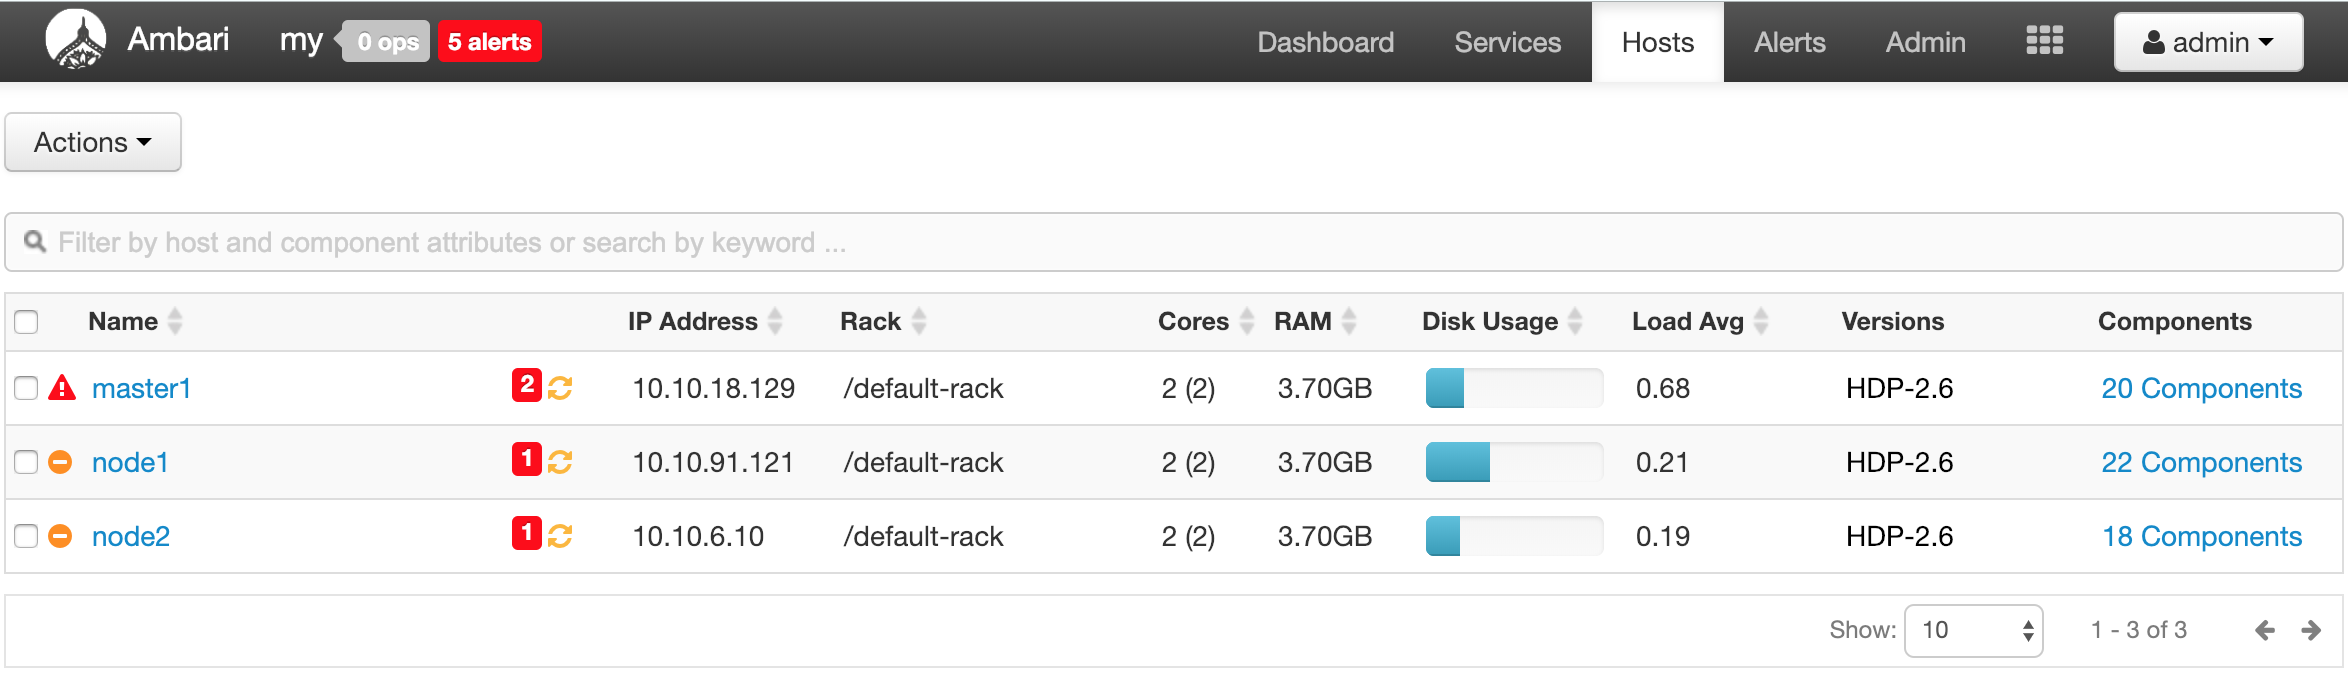 Ambari my 0 ops 5 alerts Dashboard Services Hosts Alerts Admin admin
Actions
Filter by host and component attributes or search by keyword ...
Name IP Address Rack Cores RAM Disk Usage Load Avg Versions Components
master1 2 10.10.18.129 /default-rack 2 (2) 3.70GB 0.68 HDP-2.6 20 Components
node1 1 10.10.91.121 /default-rack 2 (2) 3.70GB 0.21 HDP-2.6 22 Components
node2 1 10.10.6.10 /default-rack 2 (2) 3.70GB 0.19 HDP-2.6 18 Components
Show: 10 1 - 3 of 3